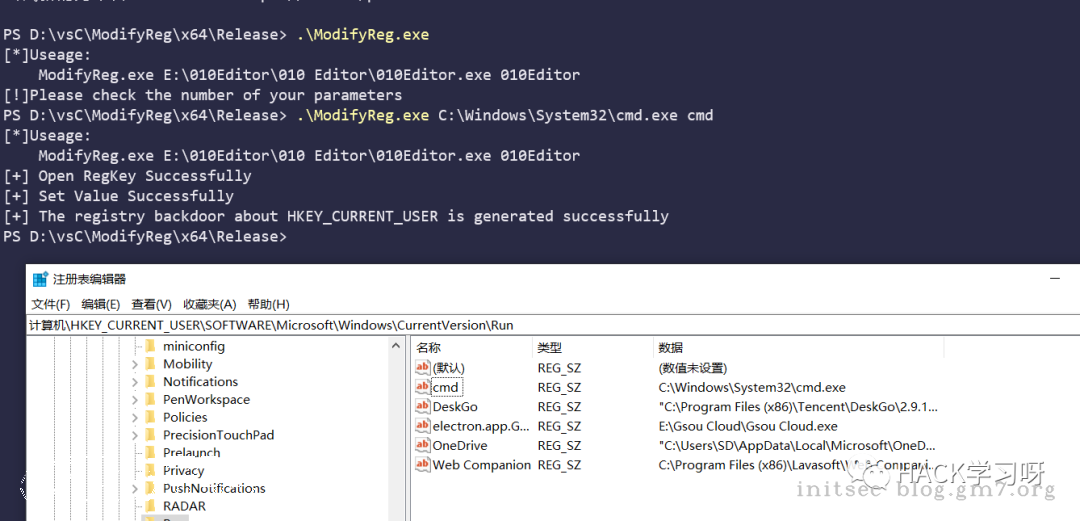 PS D:\vsC\ModifyReg\x64\Release> .\ModifyReg.exe
[*]Useage:
ModifyReg.exe E:\010Editor\010 Editor\010Editor.exe 010Editor
[!]Please check the number of your parameters
PS D:\vsC\ModifyReg\x64\Release> .\ModifyReg.exe C:\Windows\System32\cmd.exe cmd
[*]Useage:
ModifyReg.exe E:\010Editor\010 Editor\010Editor.exe 010Editor
[+] Open RegKey Successfully
[+] Set Value Successfully
[+] The registry backdoor about HKEY_CURRENT_USER is generated successfully
PS D:\vsC\ModifyReg\x64\Release>
注册表编辑器
文件(F) 编辑(E) 查看(V) 收藏夹(A) 帮助(H)
计算机\HKEY_CURRENT_USER\SOFTWARE\Microsoft\Windows\CurrentVersion\Run
miniconfig
Mobility
Notifications
PenWorkspace
Policies
PrecisionTouchPad
Prelaunch
Privacy
PushNotifications
RADAR
名称 类型 数据
(默认) REG_SZ (数值未设置)
cmd REG_SZ C:\Windows\System32\cmd.exe
DeskGo REG_SZ "C:\Program Files (x86)\Tencent\DeskGo\2.9.1...
electron.app.G... REG_SZ E:\Gsou Cloud\Gsou Cloud.exe
OneDrive REG_SZ "C:\Users\SD\AppData\Local\Microsoft\OneD...
Web Companion REG_SZ C:\Program Files (x86)\Lavasoft\Web Compani...
HACK学习呀
initsec blog.gm7.org